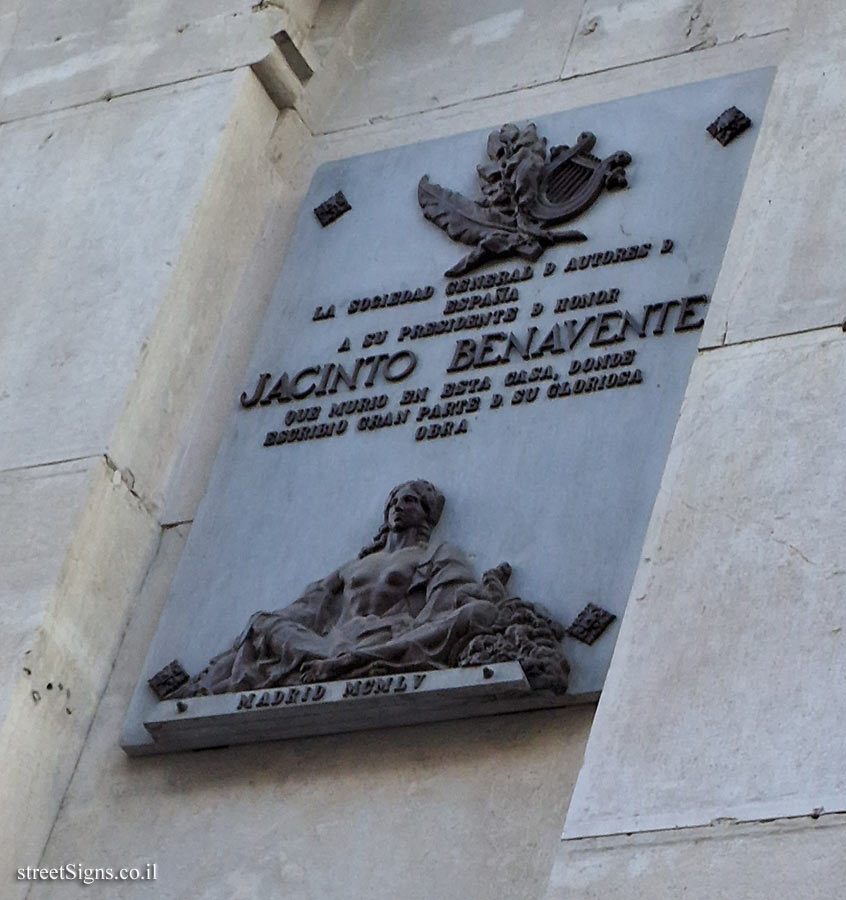 LA SOCIEDAD GENERAL D AUTORES D
ESPAÑA
A SU PRESIDENTE D HONOR
JACINTO BENAVENTE
QUE MURIO EN ESTA CASA, DONDE
ESCRIBIO GRAN PARTE D SU GLORIOSA
OBRA
MADRID MCMLV
streetSigns.co.il